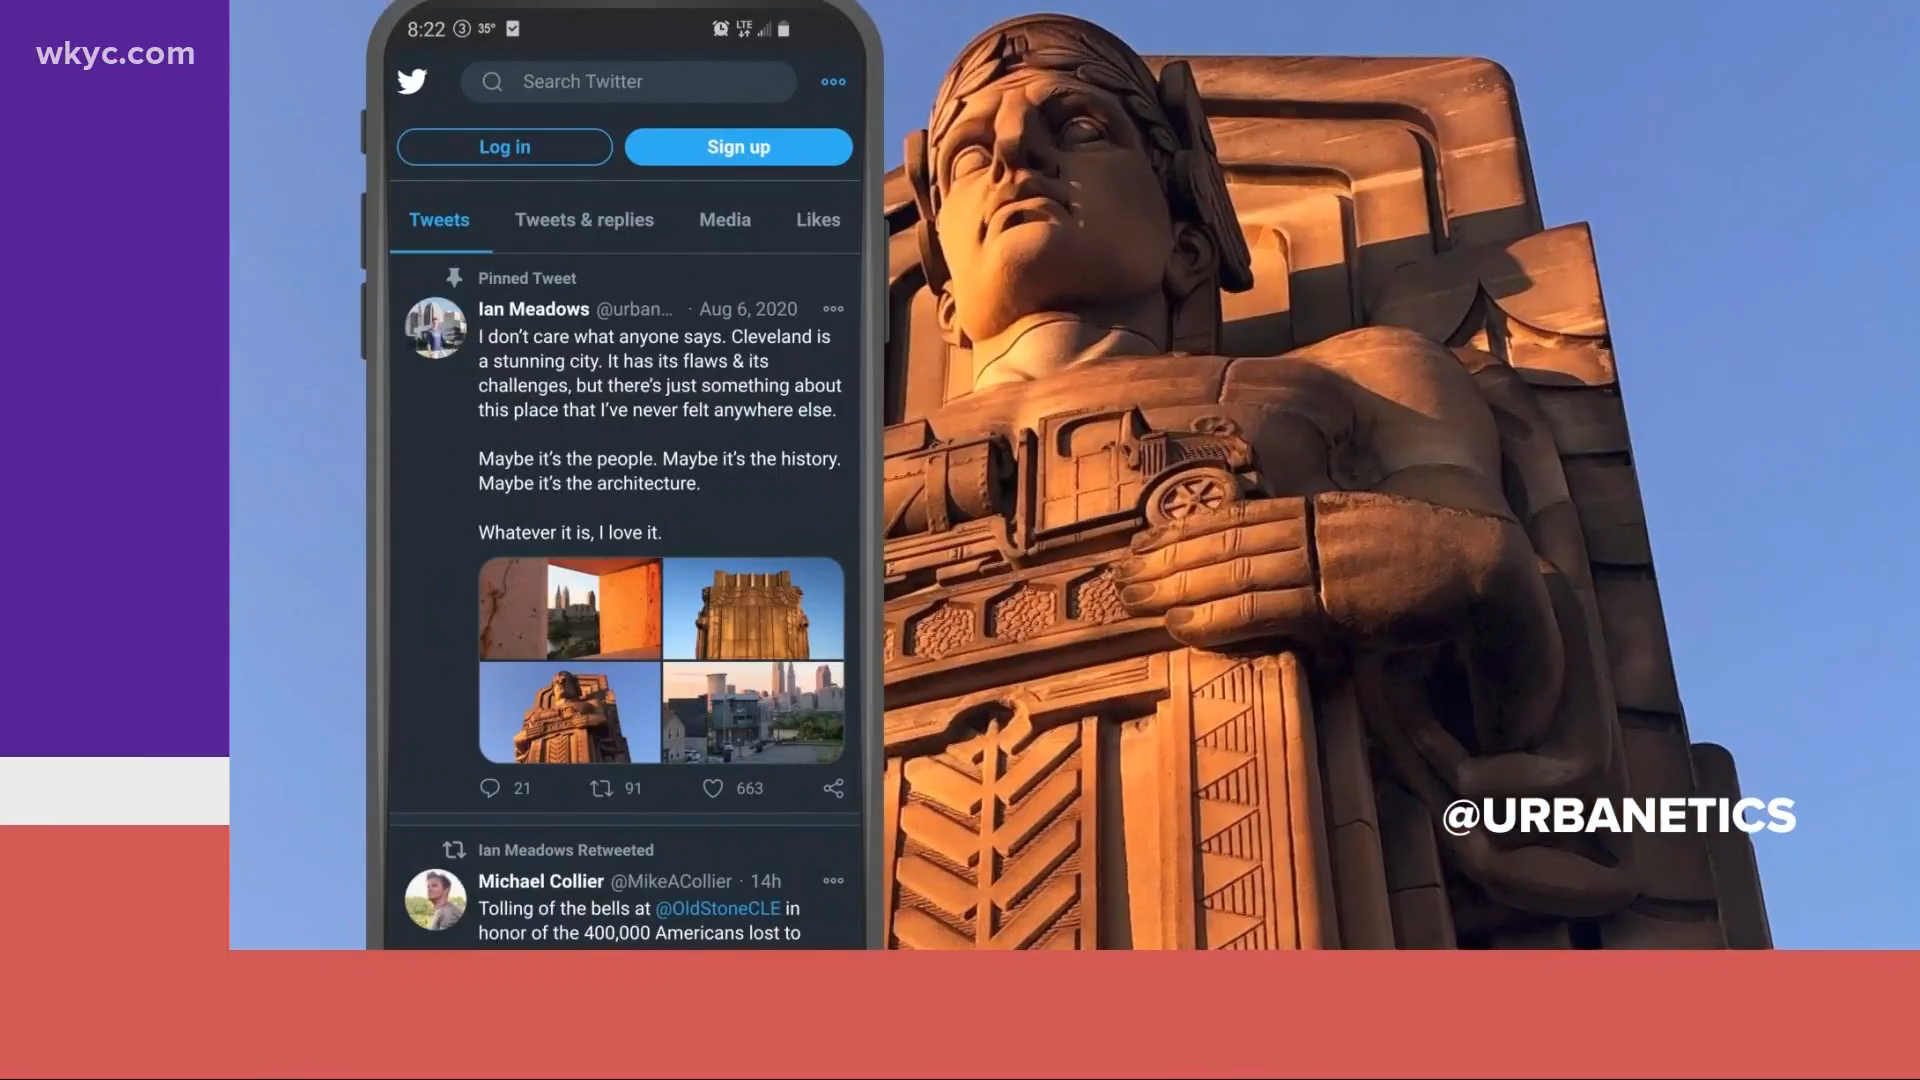 wkyc.com
8:22 3 35° LTE
Search Twitter
Log in Sign up
Tweets Tweets & replies Media Likes
Pinned Tweet
Ian Meadows @urban... · Aug 6, 2020
I don't care what anyone says. Cleveland is
a stunning city. It has its flaws & its
challenges, but there's just something about
this place that I've never felt anywhere else.
Maybe it's the people. Maybe it's the history.
Maybe it's the architecture.
Whatever it is, I love it.
21 91 663
Ian Meadows Retweeted
Michael Collier @MikeACollier · 14h
Tolling of the bells at @OldStoneCLE in
honor of the 400,000 Americans lost to
@URBANETICS